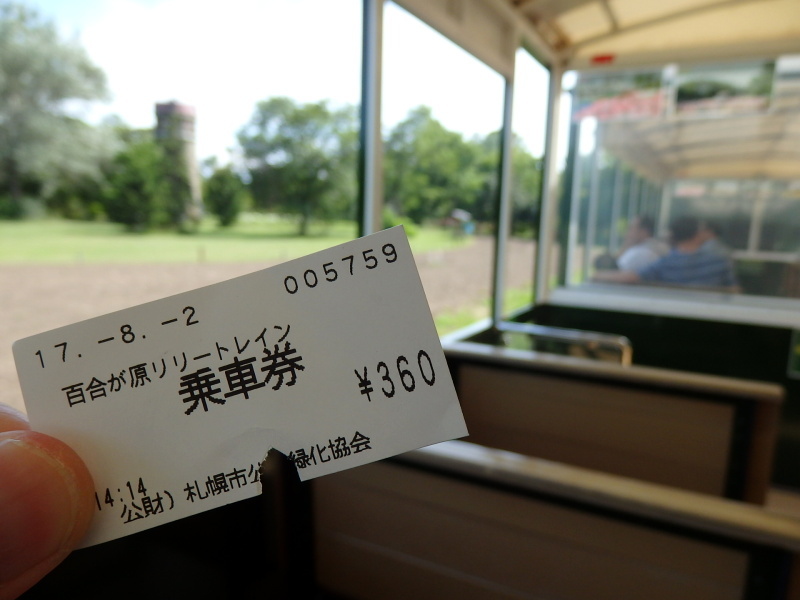 005759
17.-8.-2
百合が原リリートレイン
乗車券
¥360
14:14
公財）札幌市公 緑化協会